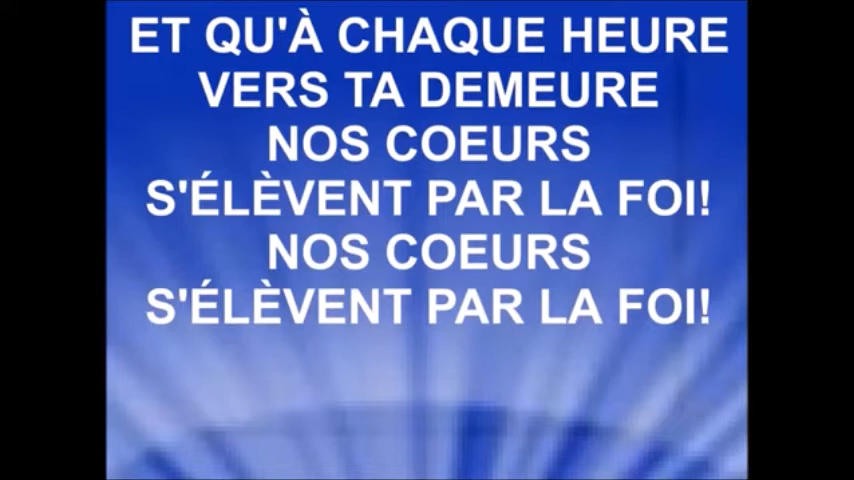 ET QU'À CHAQUE HEURE
VERS TA DEMEURE
NOS COEURS
S'ÉLÈVENT PAR LA FOI!
NOS COEURS
S'ÉLÈVENT PAR LA FOI!